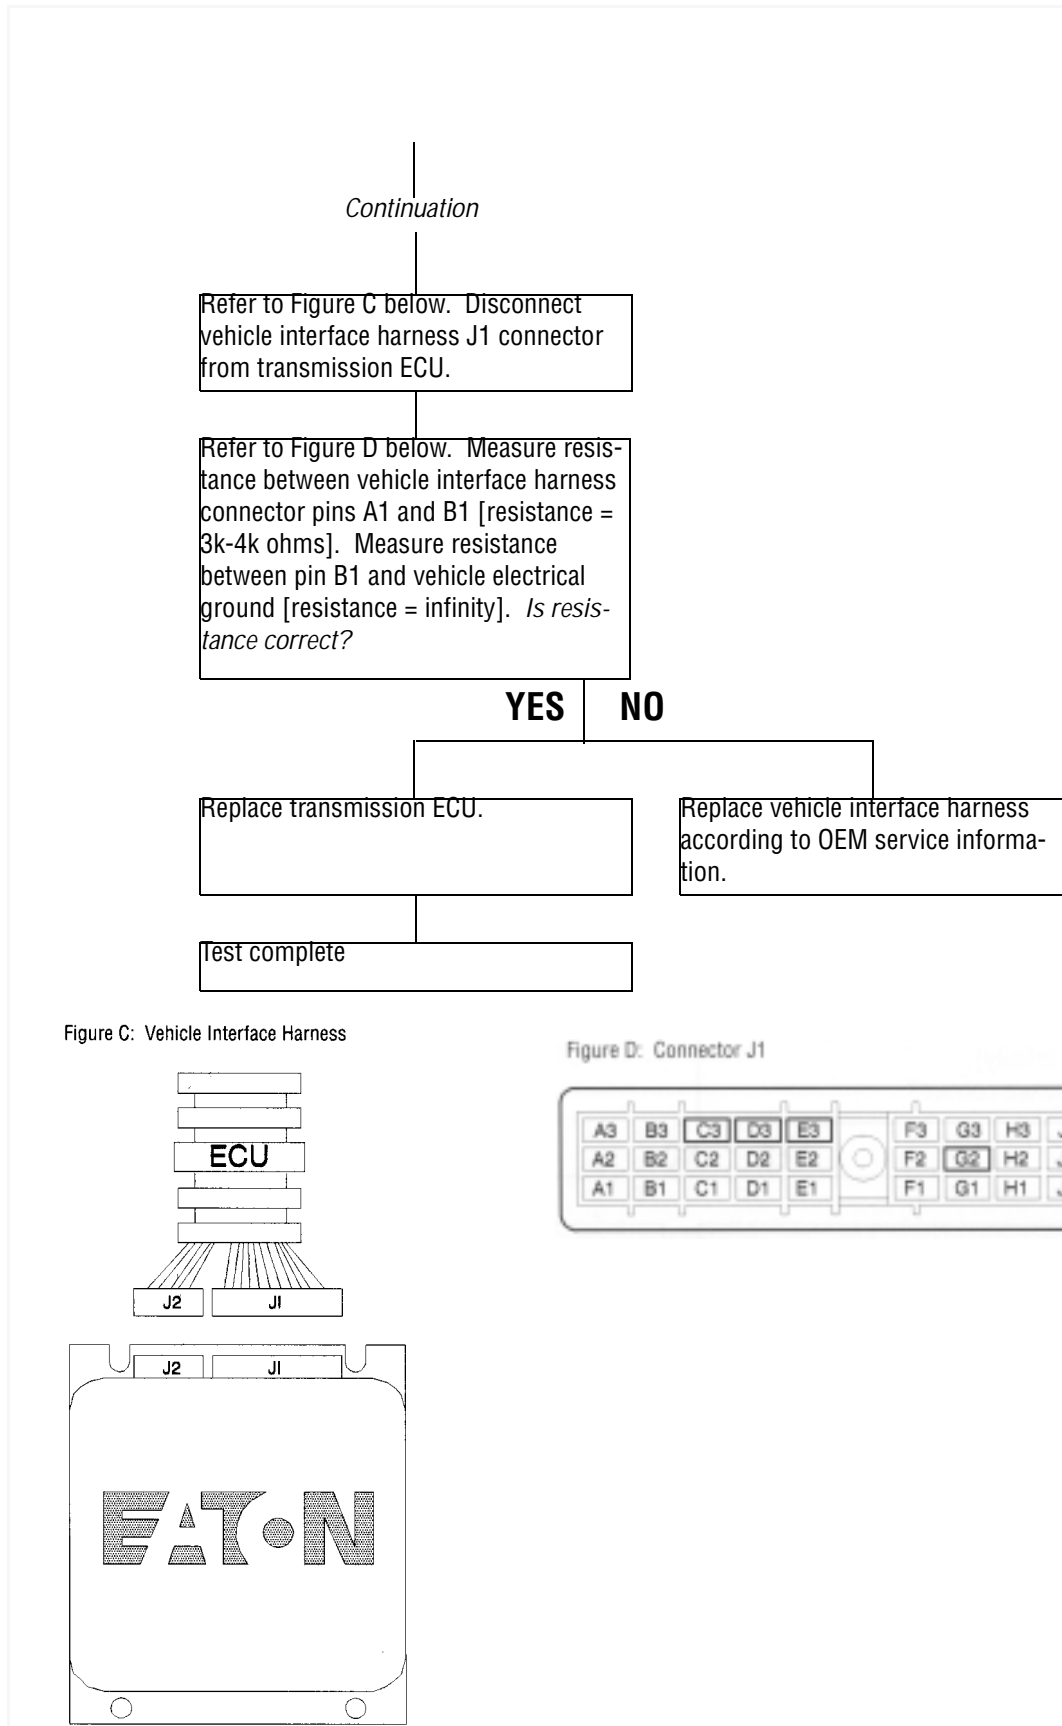 Continuation
Refer to Figure C below. Disconnect
vehicle interface harness J1 connector
from transmission ECU.
Refer to Figure D below. Measure resis-
tance between vehicle interface harness
connector pins A1 and B1 [resistance =
3k-4k ohms]. Measure resistance
between pin B1 and vehicle electrical
ground [resistance = infinity]. Is resis-
tance correct?
YES NO
Replace transmission ECU.
Replace vehicle interface harness
according to OEM service informa-
tion.
Test complete
Figure C: Vehicle Interface Harness
ECU
J2 J1
J2 J1
EATON
Figure D: Connector J1
A3 B3 C3 D3 E3 F3 G3 H3
A2 B2 C2 D2 E2 F2 G2 H2
A1 B1 C1 D1 E1 F1 G1 H1